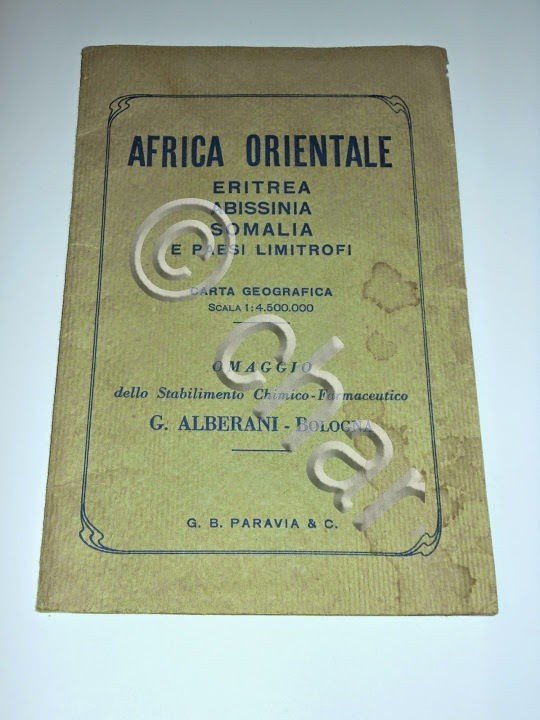 AFRICA ORIENTALE
ERITREA
ABISSINIA
SOMALIA
E PAESI LIMITROFI
CARTA GEOGRAFICA
SCALA 1:4.500.000
OMAGGIO
dello Stabilimento Chimico-Farmaceutico
G. ALBERANI - BOLOGNA
G. B. PARAVIA & C.
© char